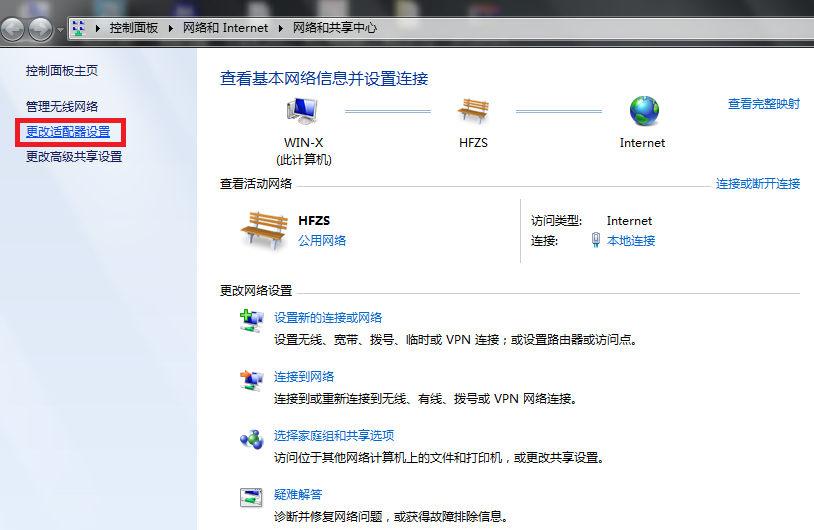 控制面板 网络和 Internet 网络和共享中心
控制面板主页
管理无线网络
更改适配器设置
更改高级共享设置
查看基本网络信息并设置连接
查看完整映射
WIN-X
(此计算机)
HFZS
Internet
查看活动网络
连接或断开连接
HFZS
公用网络
访问类型: Internet
连接: 本地连接
更改网络设置
设置新的连接或网络
设置无线、宽带、拨号、临时或 VPN 连接；或设置路由器或访问点。
连接到网络
连接到或重新连接到无线、有线、拨号或 VPN 网络连接。
选择家庭组和共享选项
访问位于其他网络计算机上的文件和打印机，或更改共享设置。
疑难解答
诊断并修复网络问题，或获得故障排除信息。